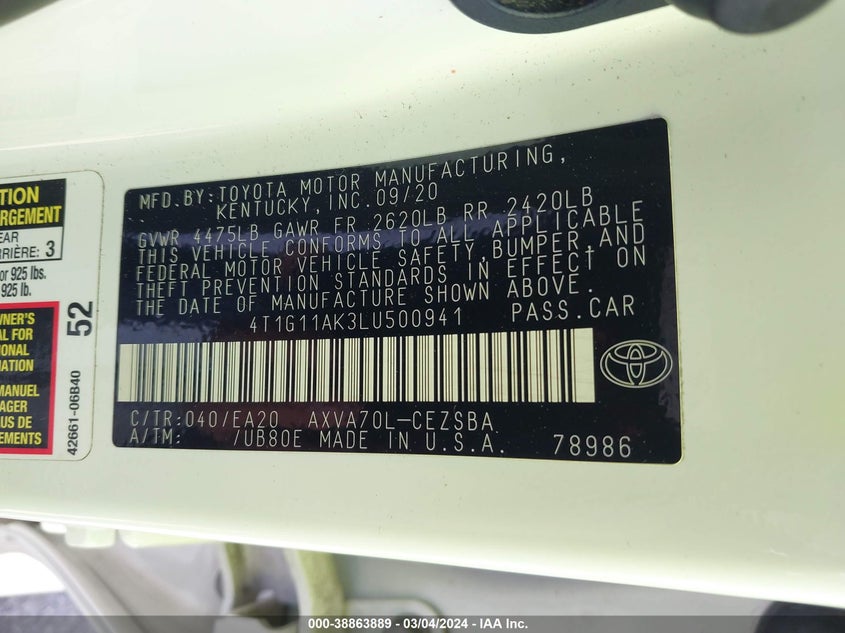 TION
RGEMENT
EAR
RRIÈRE: 3
or 925 lbs.
925 lb.
WNER'S
AL FOR
IONAL
MATION
MANUEL
AGER
US DE
EMENTS
52
42661-06B40
MFD.BY: TOYOTA MOTOR MANUFACTURING,
KENTUCKY, INC. 09/20
GVWR 4475LB GAWR FR 2620LB RR 2420LB
THIS VEHICLE CONFORMS TO ALL APPLICABLE
FEDERAL MOTOR VEHICLE SAFETY, BUMPER, AND
THEFT PREVENTION STANDARDS IN EFFECT ON
THE DATE OF MANUFACTURE SHOWN ABOVE.
4T1G11AK3LU500941 PASS.CAR
C/TR: 040/EA20 AXVA70L-CEZSBA
A/TM: /UB80E MADE IN U.S.A. 78986
000-38863889 - 03/04/2024 - IAA Inc.